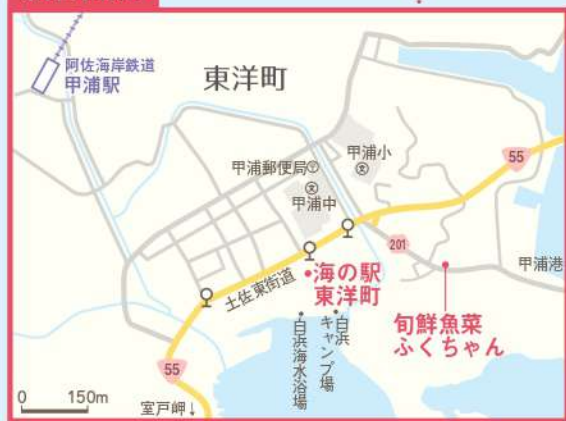 阿佐海岸鉄道
甲浦駅
東洋町
甲浦郵便局
甲浦小
甲浦中
55
201
甲浦港
海の駅
東洋町
土佐東街道
旬鮮魚菜
ふくちゃん
白浜
キャンプ場
白浜海水浴場
55
0 150m
室戸岬↓